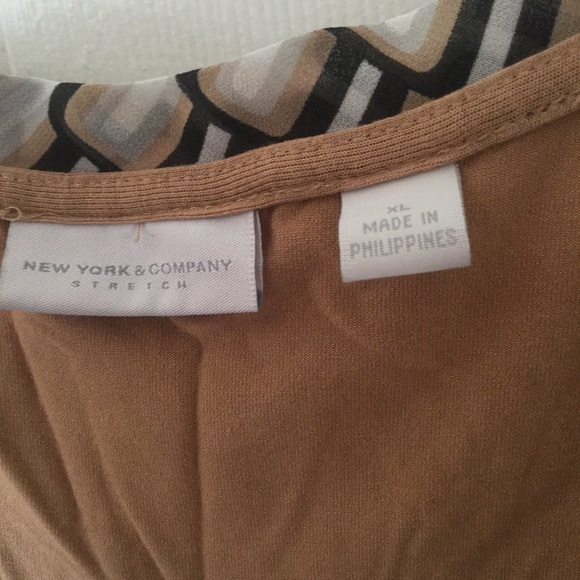 NEW YORK & COMPANY
STRETCH
XL
MADE IN
PHILIPPINES